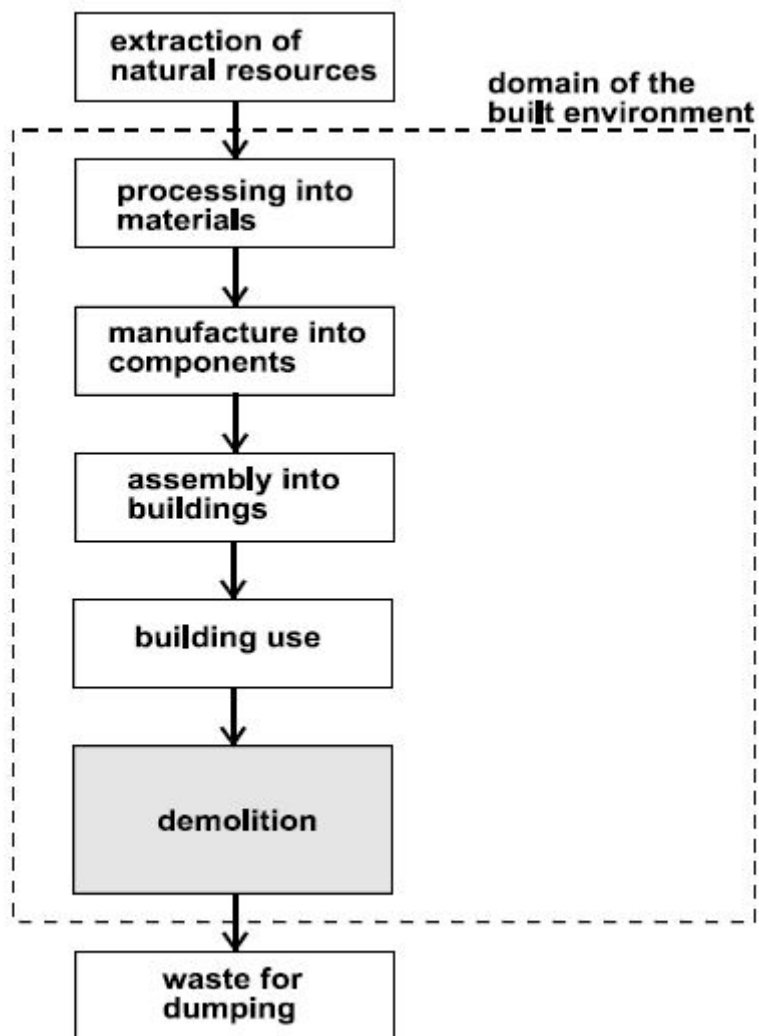 extraction of
natural resources
domain of the
built environment
processing into
materials
manufacture into
components
assembly into
buildings
building use
demolition
waste for
dumping